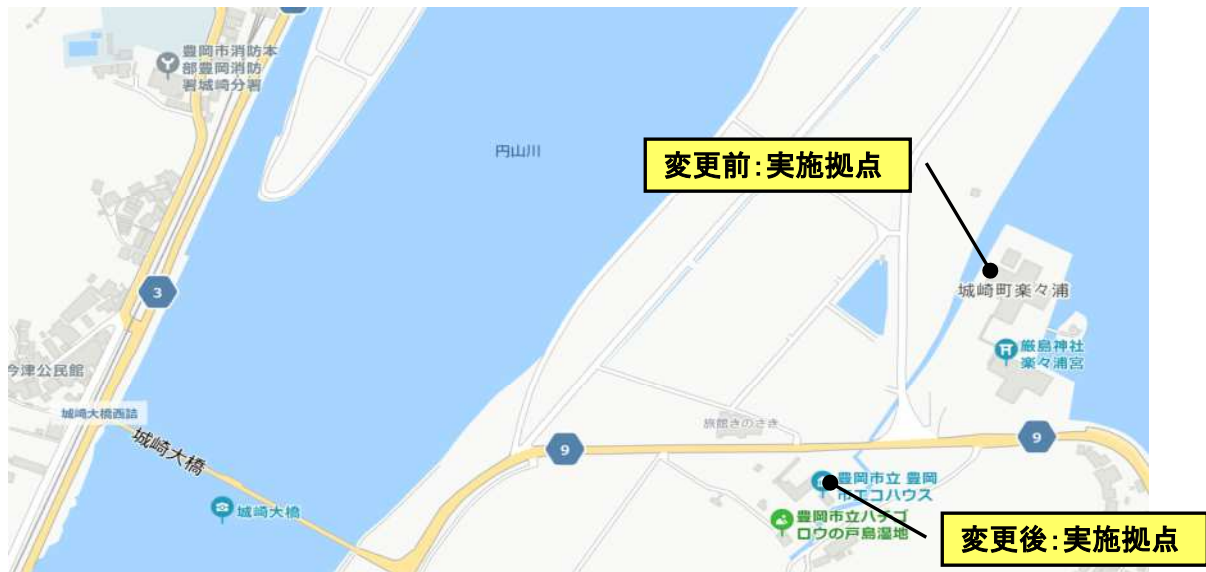 豊岡市消防本
部豊岡消防
署城崎分署
円山川
変更前:実施拠点
3
城崎町楽々浦
厳島神社
楽々浦宮
今津公民館
城崎大橋西詰
旅館きのさき
城崎大橋
9
9
豊岡市立 豊岡
市エコハウス
城崎大橋
豊岡市立ハチゴ
ロウの戸島湿地
変更後:実施拠点